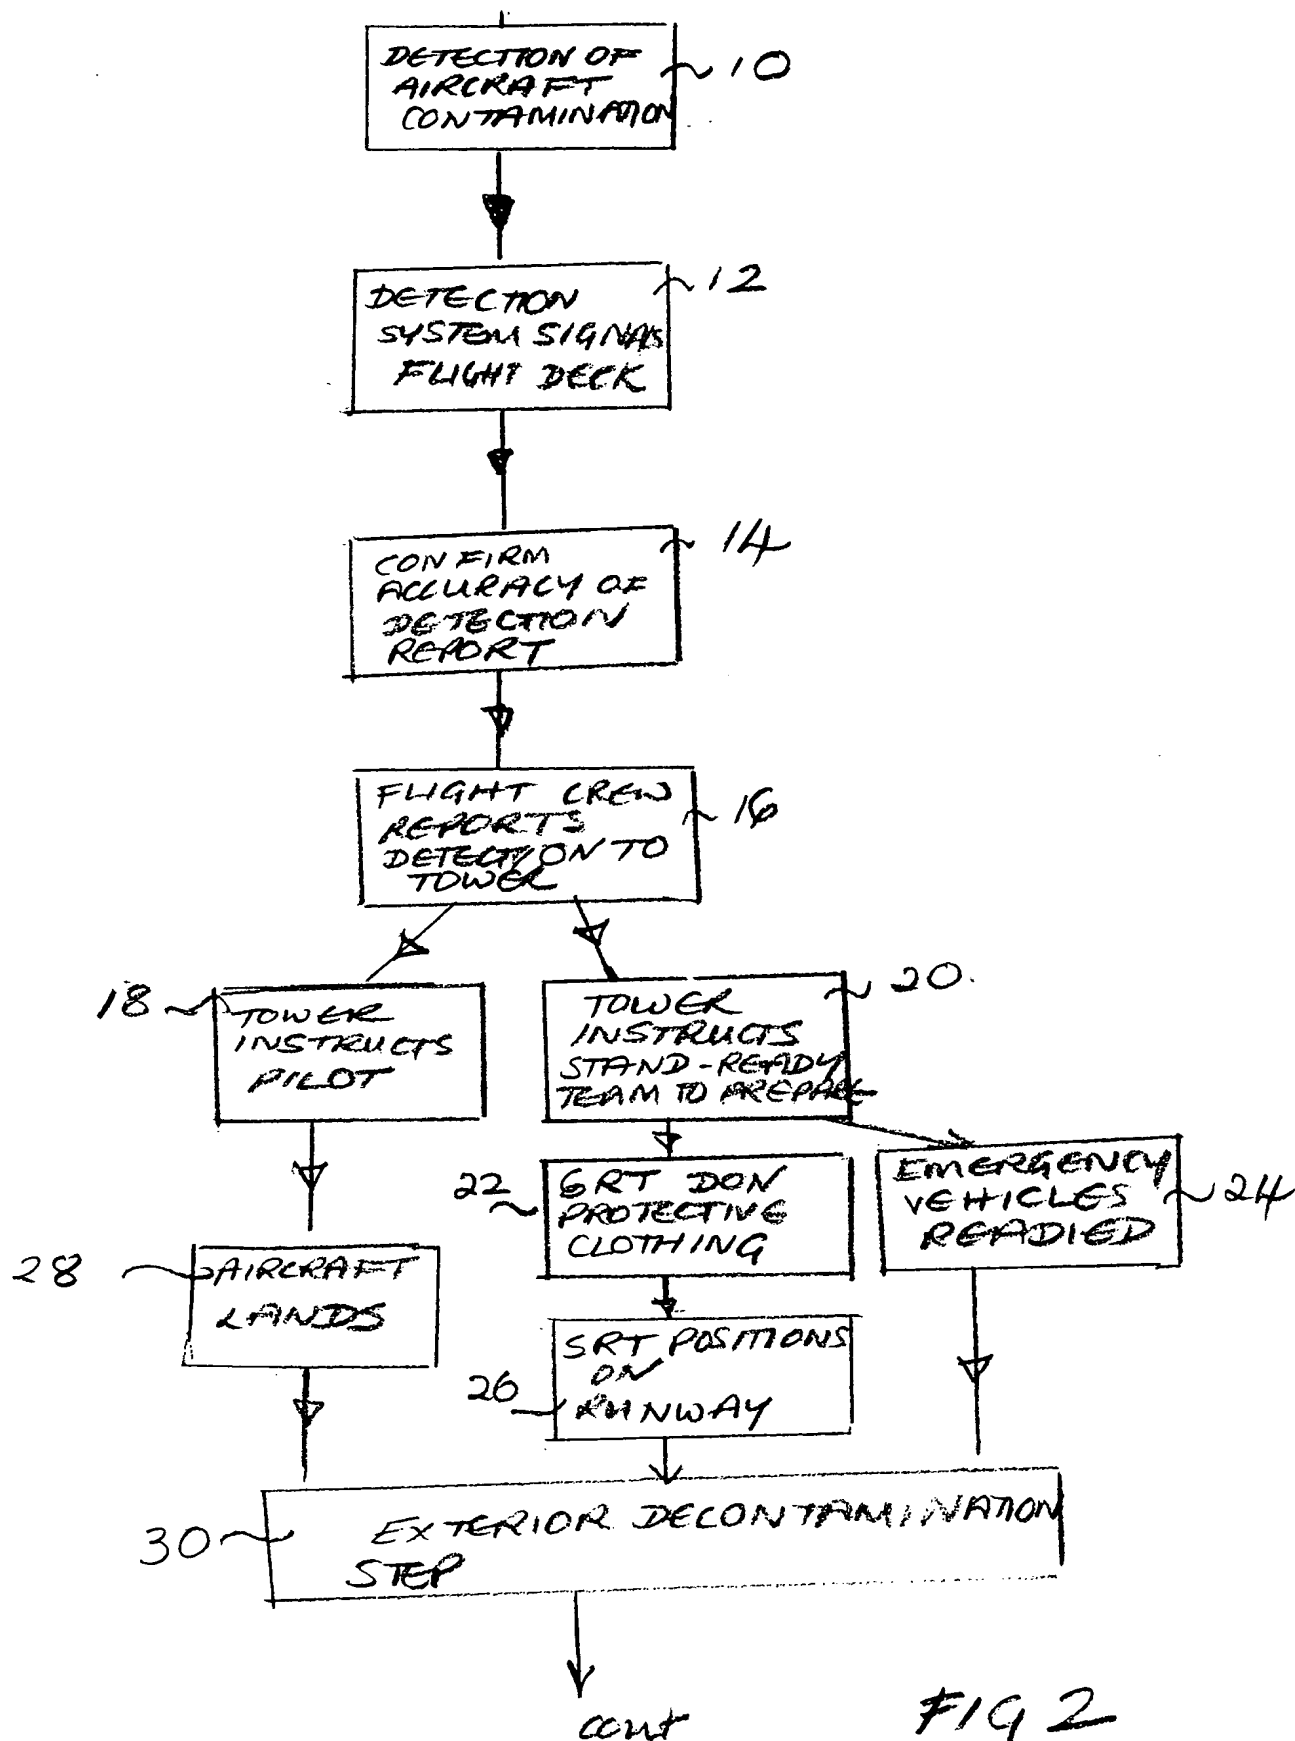 DETECTION OF
AIRCRAFT
CONTAMINATION
10
DETECTION
SYSTEM SIGNALS
FLIGHT DECK
12
CONFIRM
ACCURACY OF
DETECTION
REPORT
14
FLIGHT CREW
REPORTS
DETECTION TO
TOWER
16
18
TOWER
INSTRUCTS
PILOT
TOWER
INSTRUCTS
STAND-READY
TEAM TO PREPARE
20.
22
SRT DON
PROTECTIVE
CLOTHING
EMERGENCY
VEHICLES
READIED
24
28
AIRCRAFT
LANDS
26
SRT POSITIONS
ON
RUNWAY
30
EXTERIOR DECONTAMINATION
STEP
cont
FIG 2